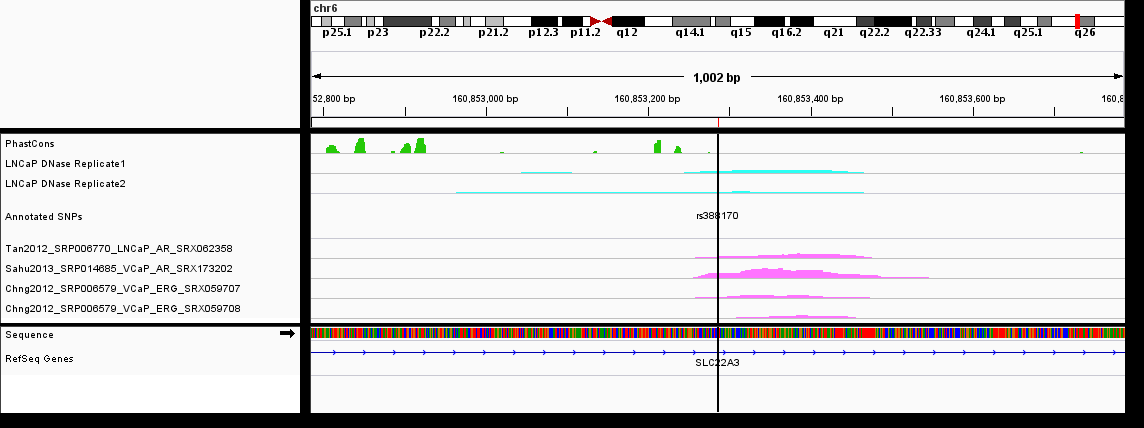 chr6
p25.1 p23 p22.2 p21.2 p12.3 p11.2 q12 q14.1 q15 q16.2 q21 q22.2 q22.33 q24.1 q25.1 q26
1,002 bp
52,800 bp 160,853,000 bp 160,853,200 bp 160,853,400 bp 160,853,600 bp 160,8
PhastCons
LNCaP DNase Replicate1
LNCaP DNase Replicate2
Annotated SNPs rs388170
Tan2012_SRP006770_LNCaP_AR_SRX062358
Sahu2013_SRP014685_VCaP_AR_SRX173202
Chng2012_SRP006579_VCaP_ERG_SRX059707
Chng2012_SRP006579_VCaP_ERG_SRX059708
Sequence
RefSeq Genes
SLC22A3